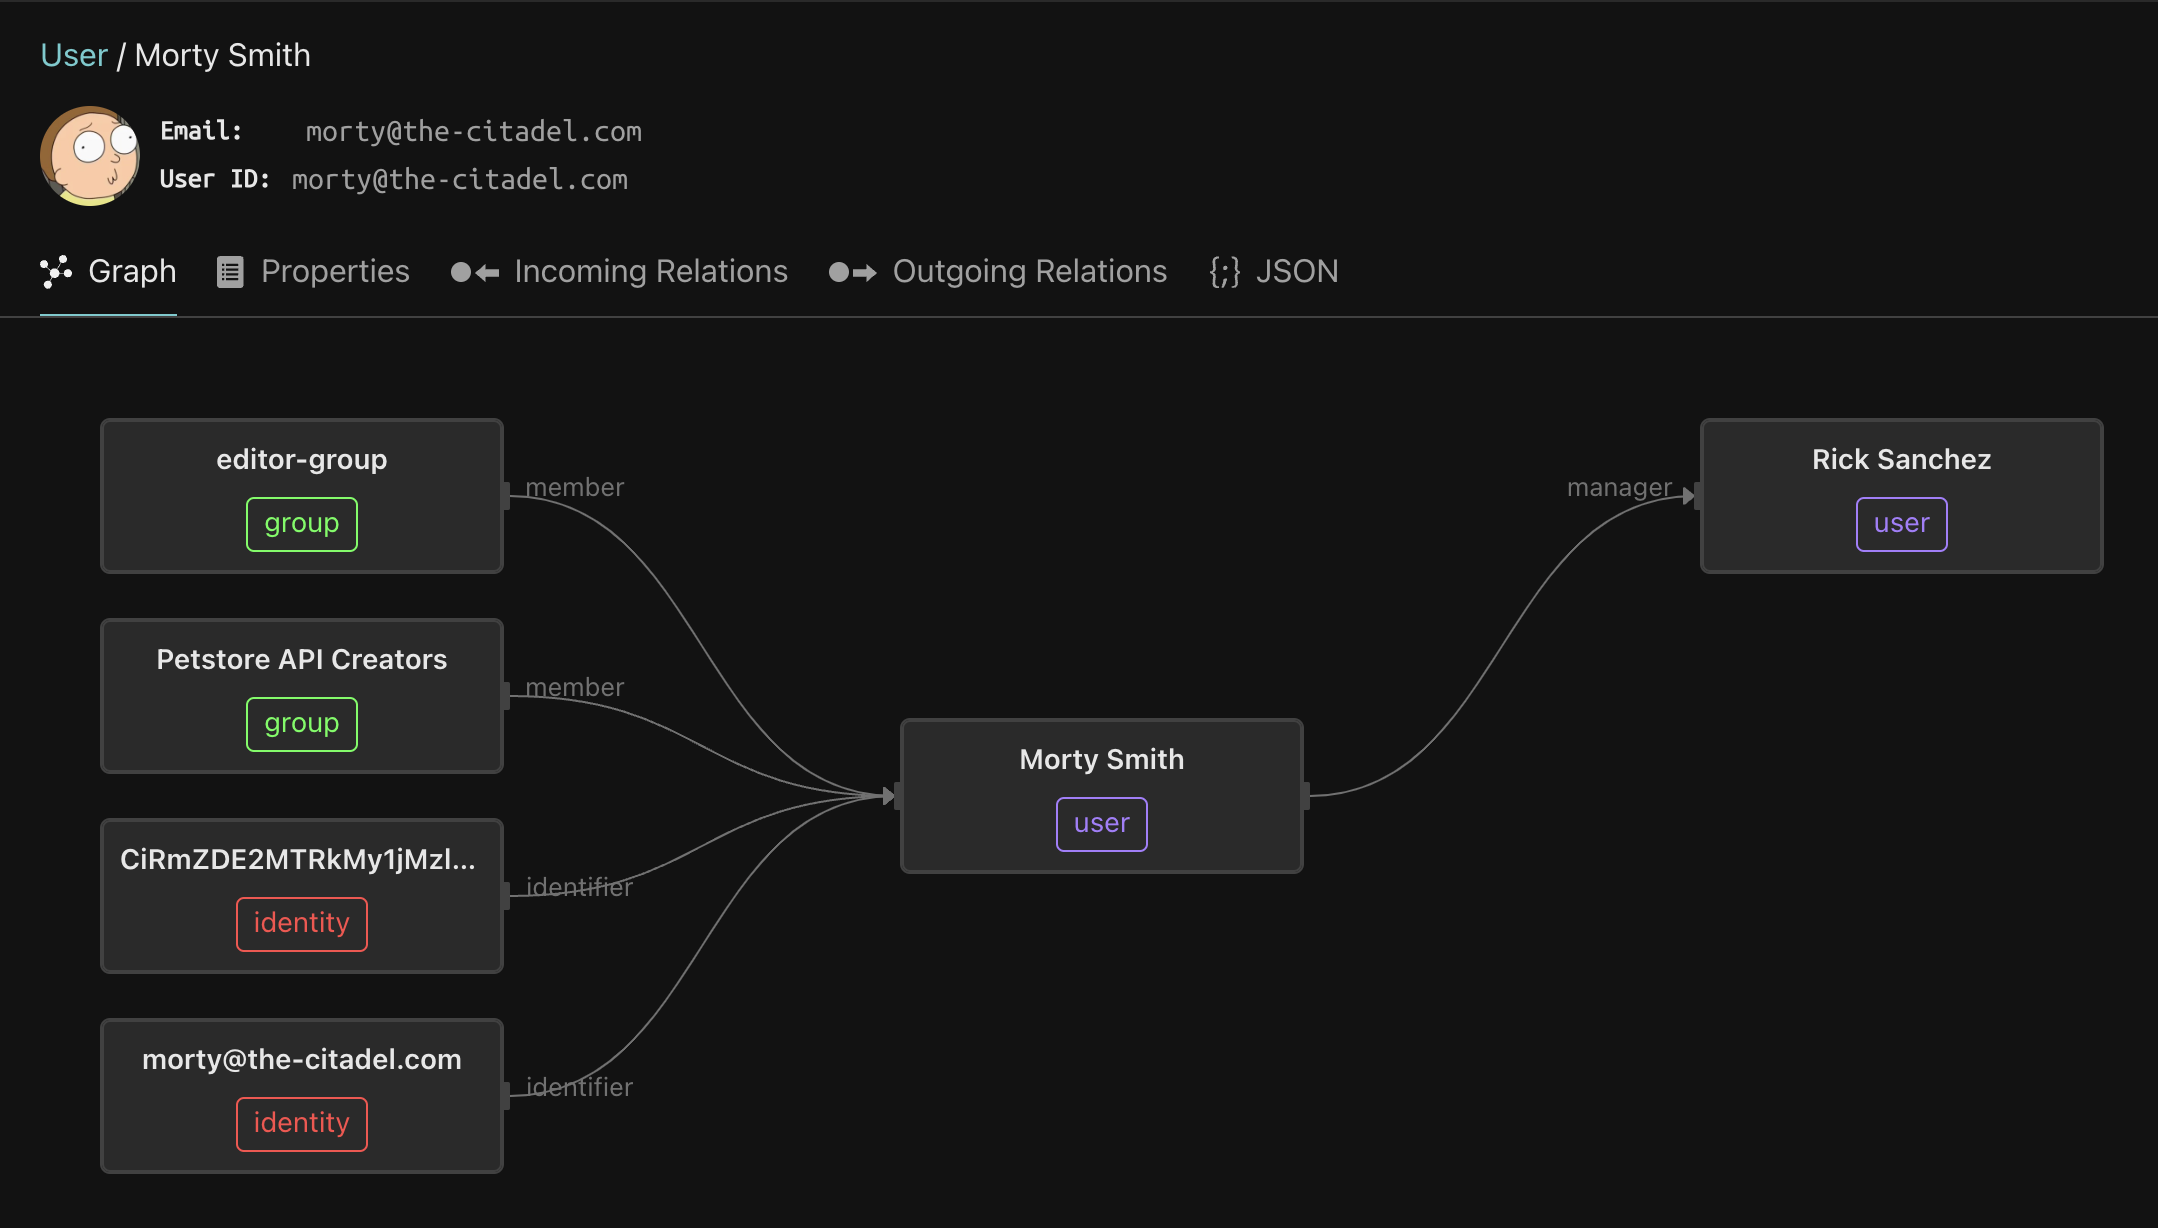 User / Morty Smith
Email: morty@the-citadel.com
User ID: morty@the-citadel.com
Graph Properties Incoming Relations Outgoing Relations {;} JSON
editor-group
group
member
Petstore API Creators
group
member
CiRmZDE2MTRkMy1jMzl...
identity
identifier
morty@the-citadel.com
identity
identifier
Morty Smith
user
manager
Rick Sanchez
user